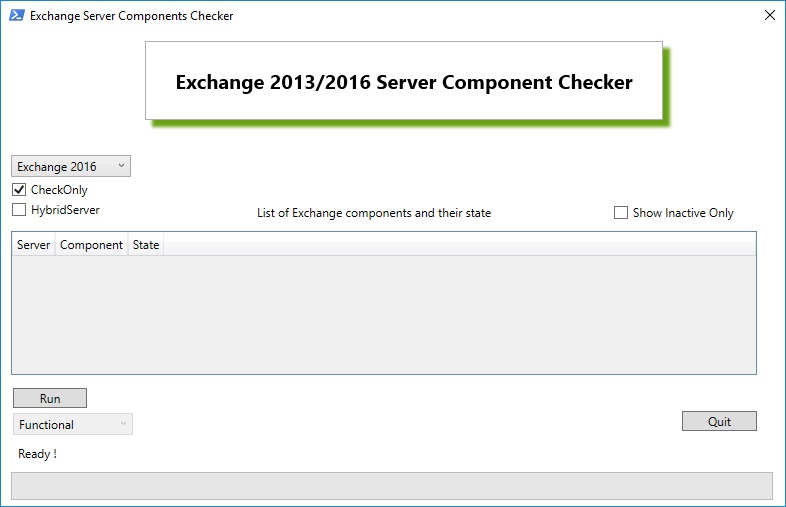 Exchange Server Components Checker
Exchange 2013/2016 Server Component Checker
Exchange 2016
CheckOnly
HybridServer
List of Exchange components and their state
Show Inactive Only
Server Component State
Run
Functional
Quit
Ready !